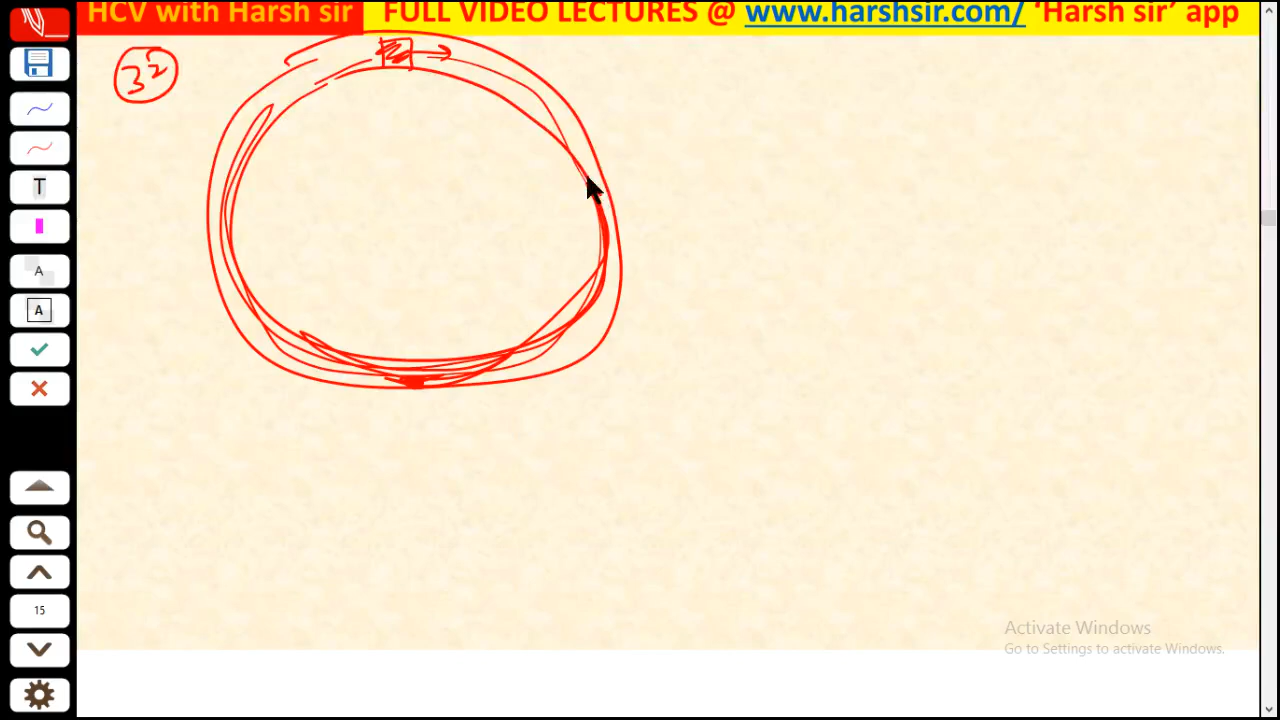 HCV with Harsh sir FULL VIDEO LECTURES @ www.harshsir.com/ 'Harsh sir' app
32
T
A
A
15
Activate Windows
Go to Settings to activate Windows.